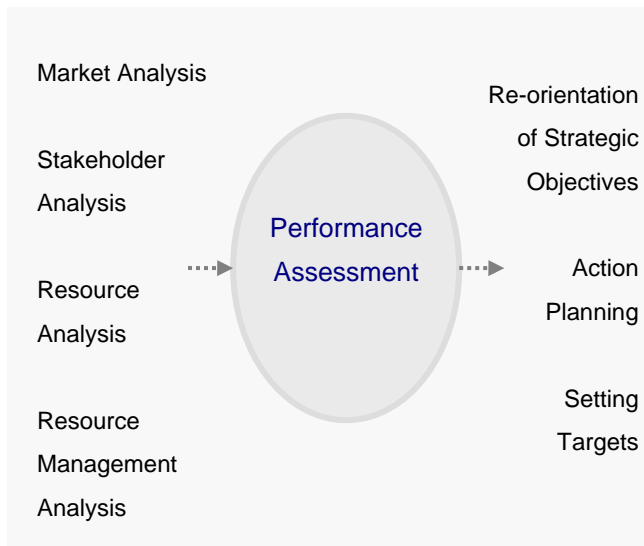 Market Analysis
Stakeholder
Analysis
Resource
Analysis
Resource
Management
Analysis
Performance
Assessment
Re-orientation
of Strategic
Objectives
Action
Planning
Setting
Targets